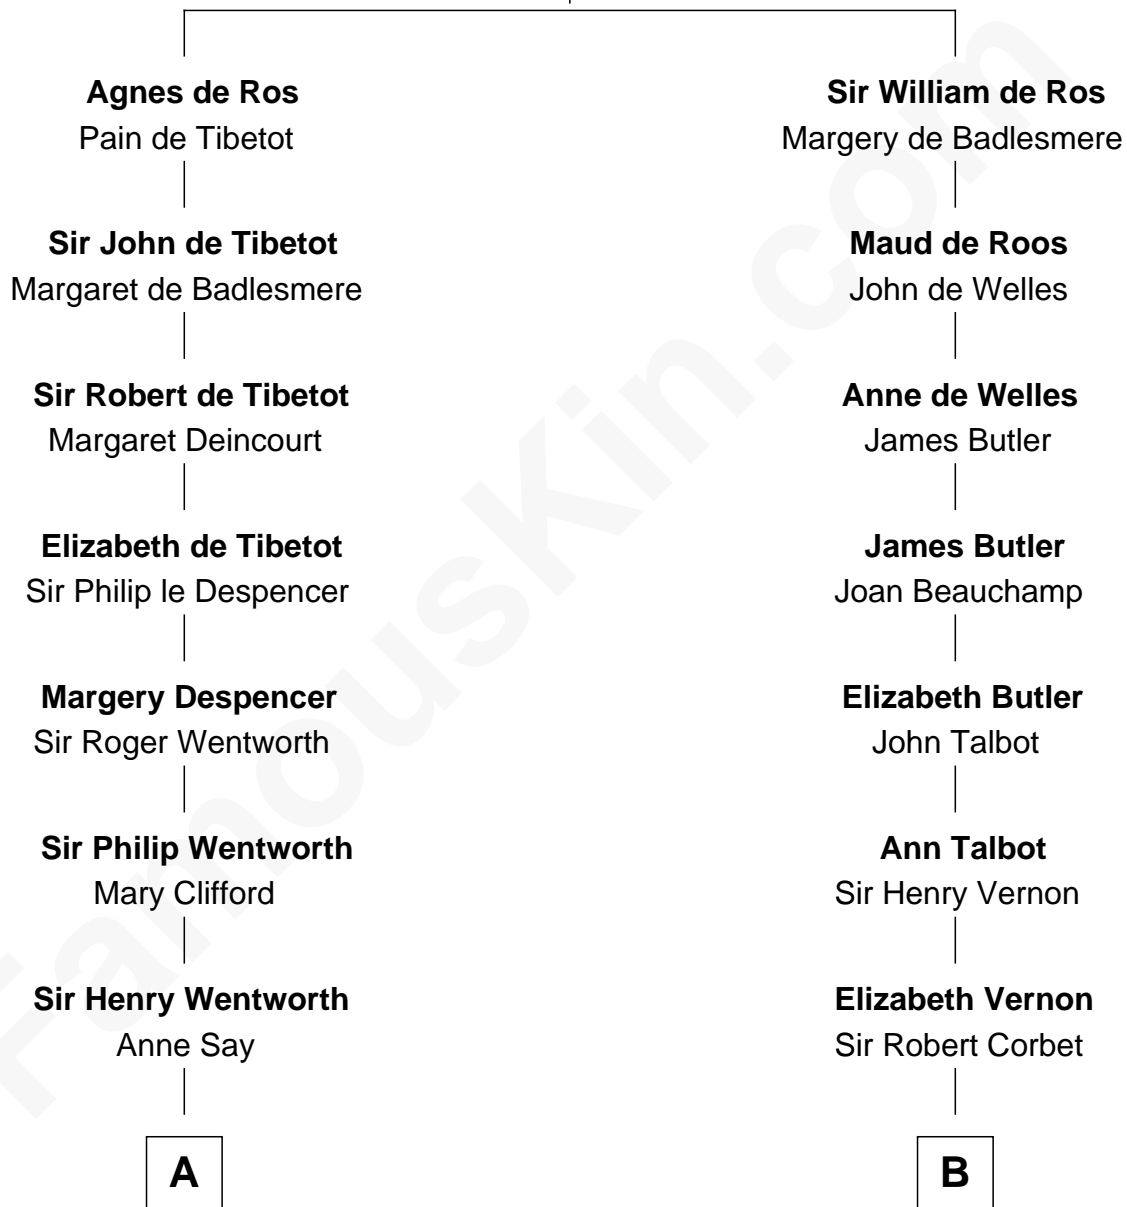 Agnes de Ros
Pain de Tibetot
Sir William de Ros
Margery de Badlesmere
Sir John de Tibetot
Margaret de Badlesmere
Maud de Roos
John de Welles
Sir Robert de Tibetot
Margaret Deincourt
Anne de Welles
James Butler
Elizabeth de Tibetot
Sir Philip le Despencer
James Butler
Joan Beauchamp
Margery Despencer
Sir Roger Wentworth
Elizabeth Butler
John Talbot
Sir Philip Wentworth
Mary Clifford
Ann Talbot
Sir Henry Vernon
Sir Henry Wentworth
Anne Say
Elizabeth Vernon
Sir Robert Corbet
A
B
FamousKin.com